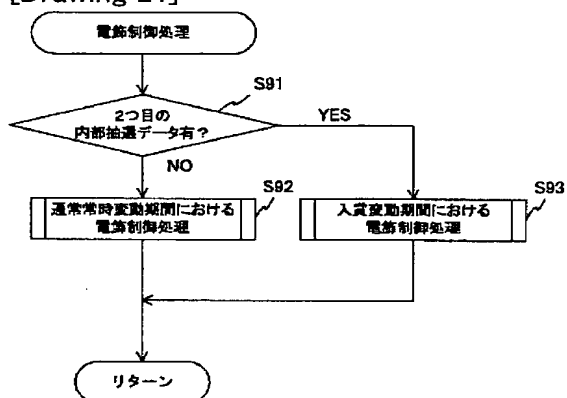 [Drawing 24]
電飾制御処理
S91
2つ目の
内部抽選データ有?
YES
NO
S92
通常常時変動期間における
電飾制御処理
S93
入賞変動期間における
電飾制御処理
リターン